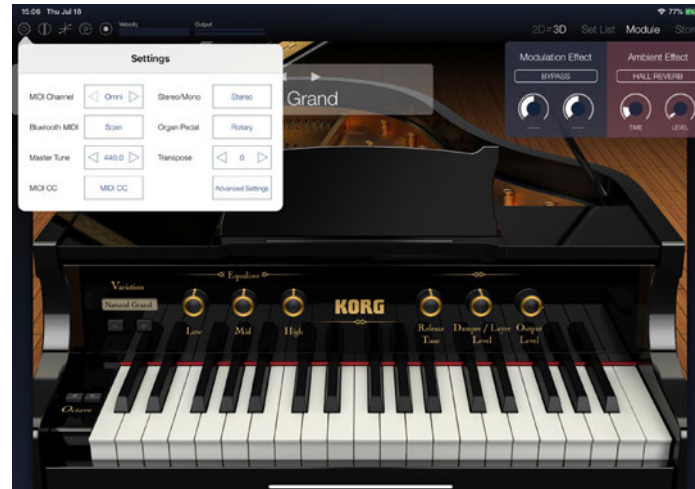 15:06 Thu Jul 18
77%
Velocity
Output
2D=3D Set List Module Store
Settings
MIDI Channel Omni Stereo/Mono Stereo
Bluetooth MIDI Scan Organ Pedal Rotary
Master Tune 440.0 Transpose 0
MIDI CC MIDI CC Advanced Settings
Grand
Modulation Effect
BYPASS
Ambient Effect
HALL REVERB
TIME LEVEL
Variation
Natural Grand
Equalizer
Low Mid High
KORG
Release Time
Damper / Layer Level
Output Level
Octave